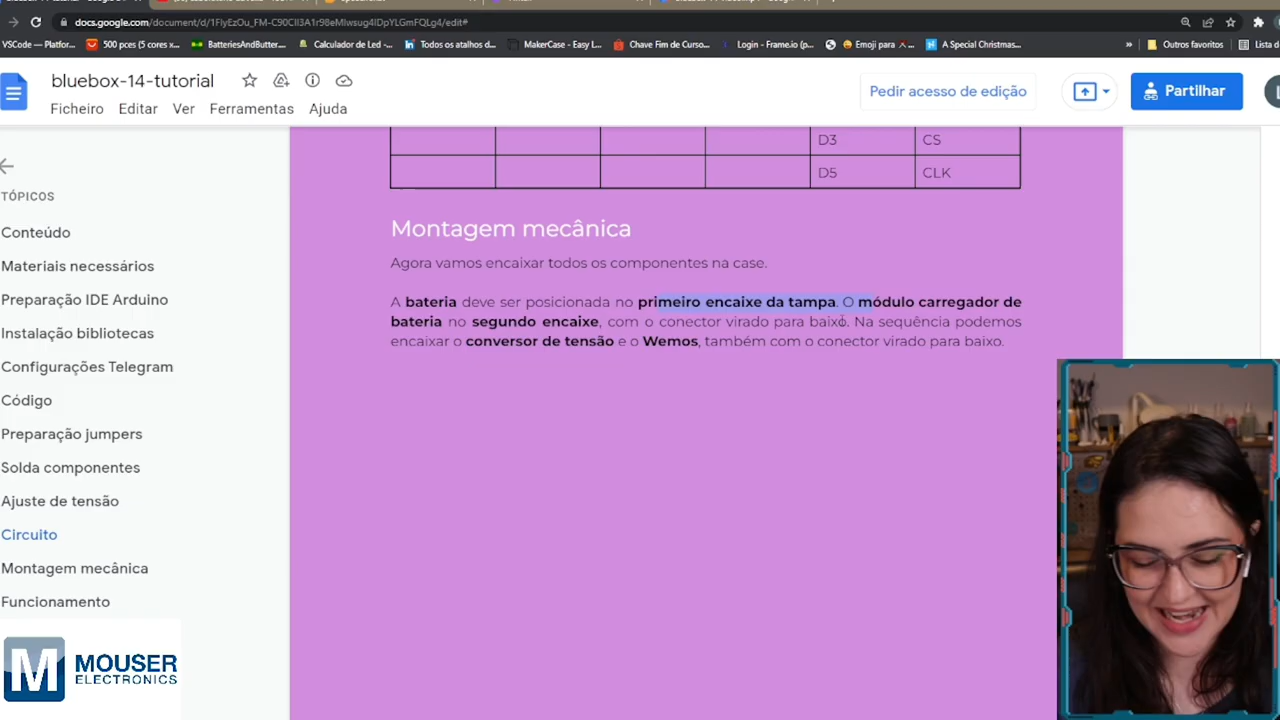 docs.google.com/document/d/1FIyEzOu_FM-C90CII3A1r98eMIwsug4IDpYLGmFQLg4/edit#
VSCode — Platfor...
500 pces (5 cores x...
BatteriesAndButter...
Calculador de Led -...
Todos os atalhos d...
MakerCase - Easy L...
Chave Fim de Curso...
Login - Frame.io (p...
Emoji para
A Special Christmas...
»
Outros favoritos
Lista d
bluebox-14-tutorial
Pedir acesso de edição
Partilhar
Ficheiro Editar Ver Ferramentas Ajuda
TÓPICOS
Conteúdo
Materiais necessários
Preparação IDE Arduino
Instalação bibliotecas
Configurações Telegram
Código
Preparação jumpers
Solda componentes
Ajuste de tensão
Circuito
Montagem mecânica
Funcionamento
D3 CS
D5 CLK
Montagem mecânica
Agora vamos encaixar todos os componentes na case.
A bateria deve ser posicionada no primeiro encaixe da tampa. O módulo carregador de
bateria no segundo encaixe, com o conector virado para baixo. Na sequência podemos
encaixar o conversor de tensão e o Wemos, também com o conector virado para baixo.
M MOUSER
ELECTRONICS